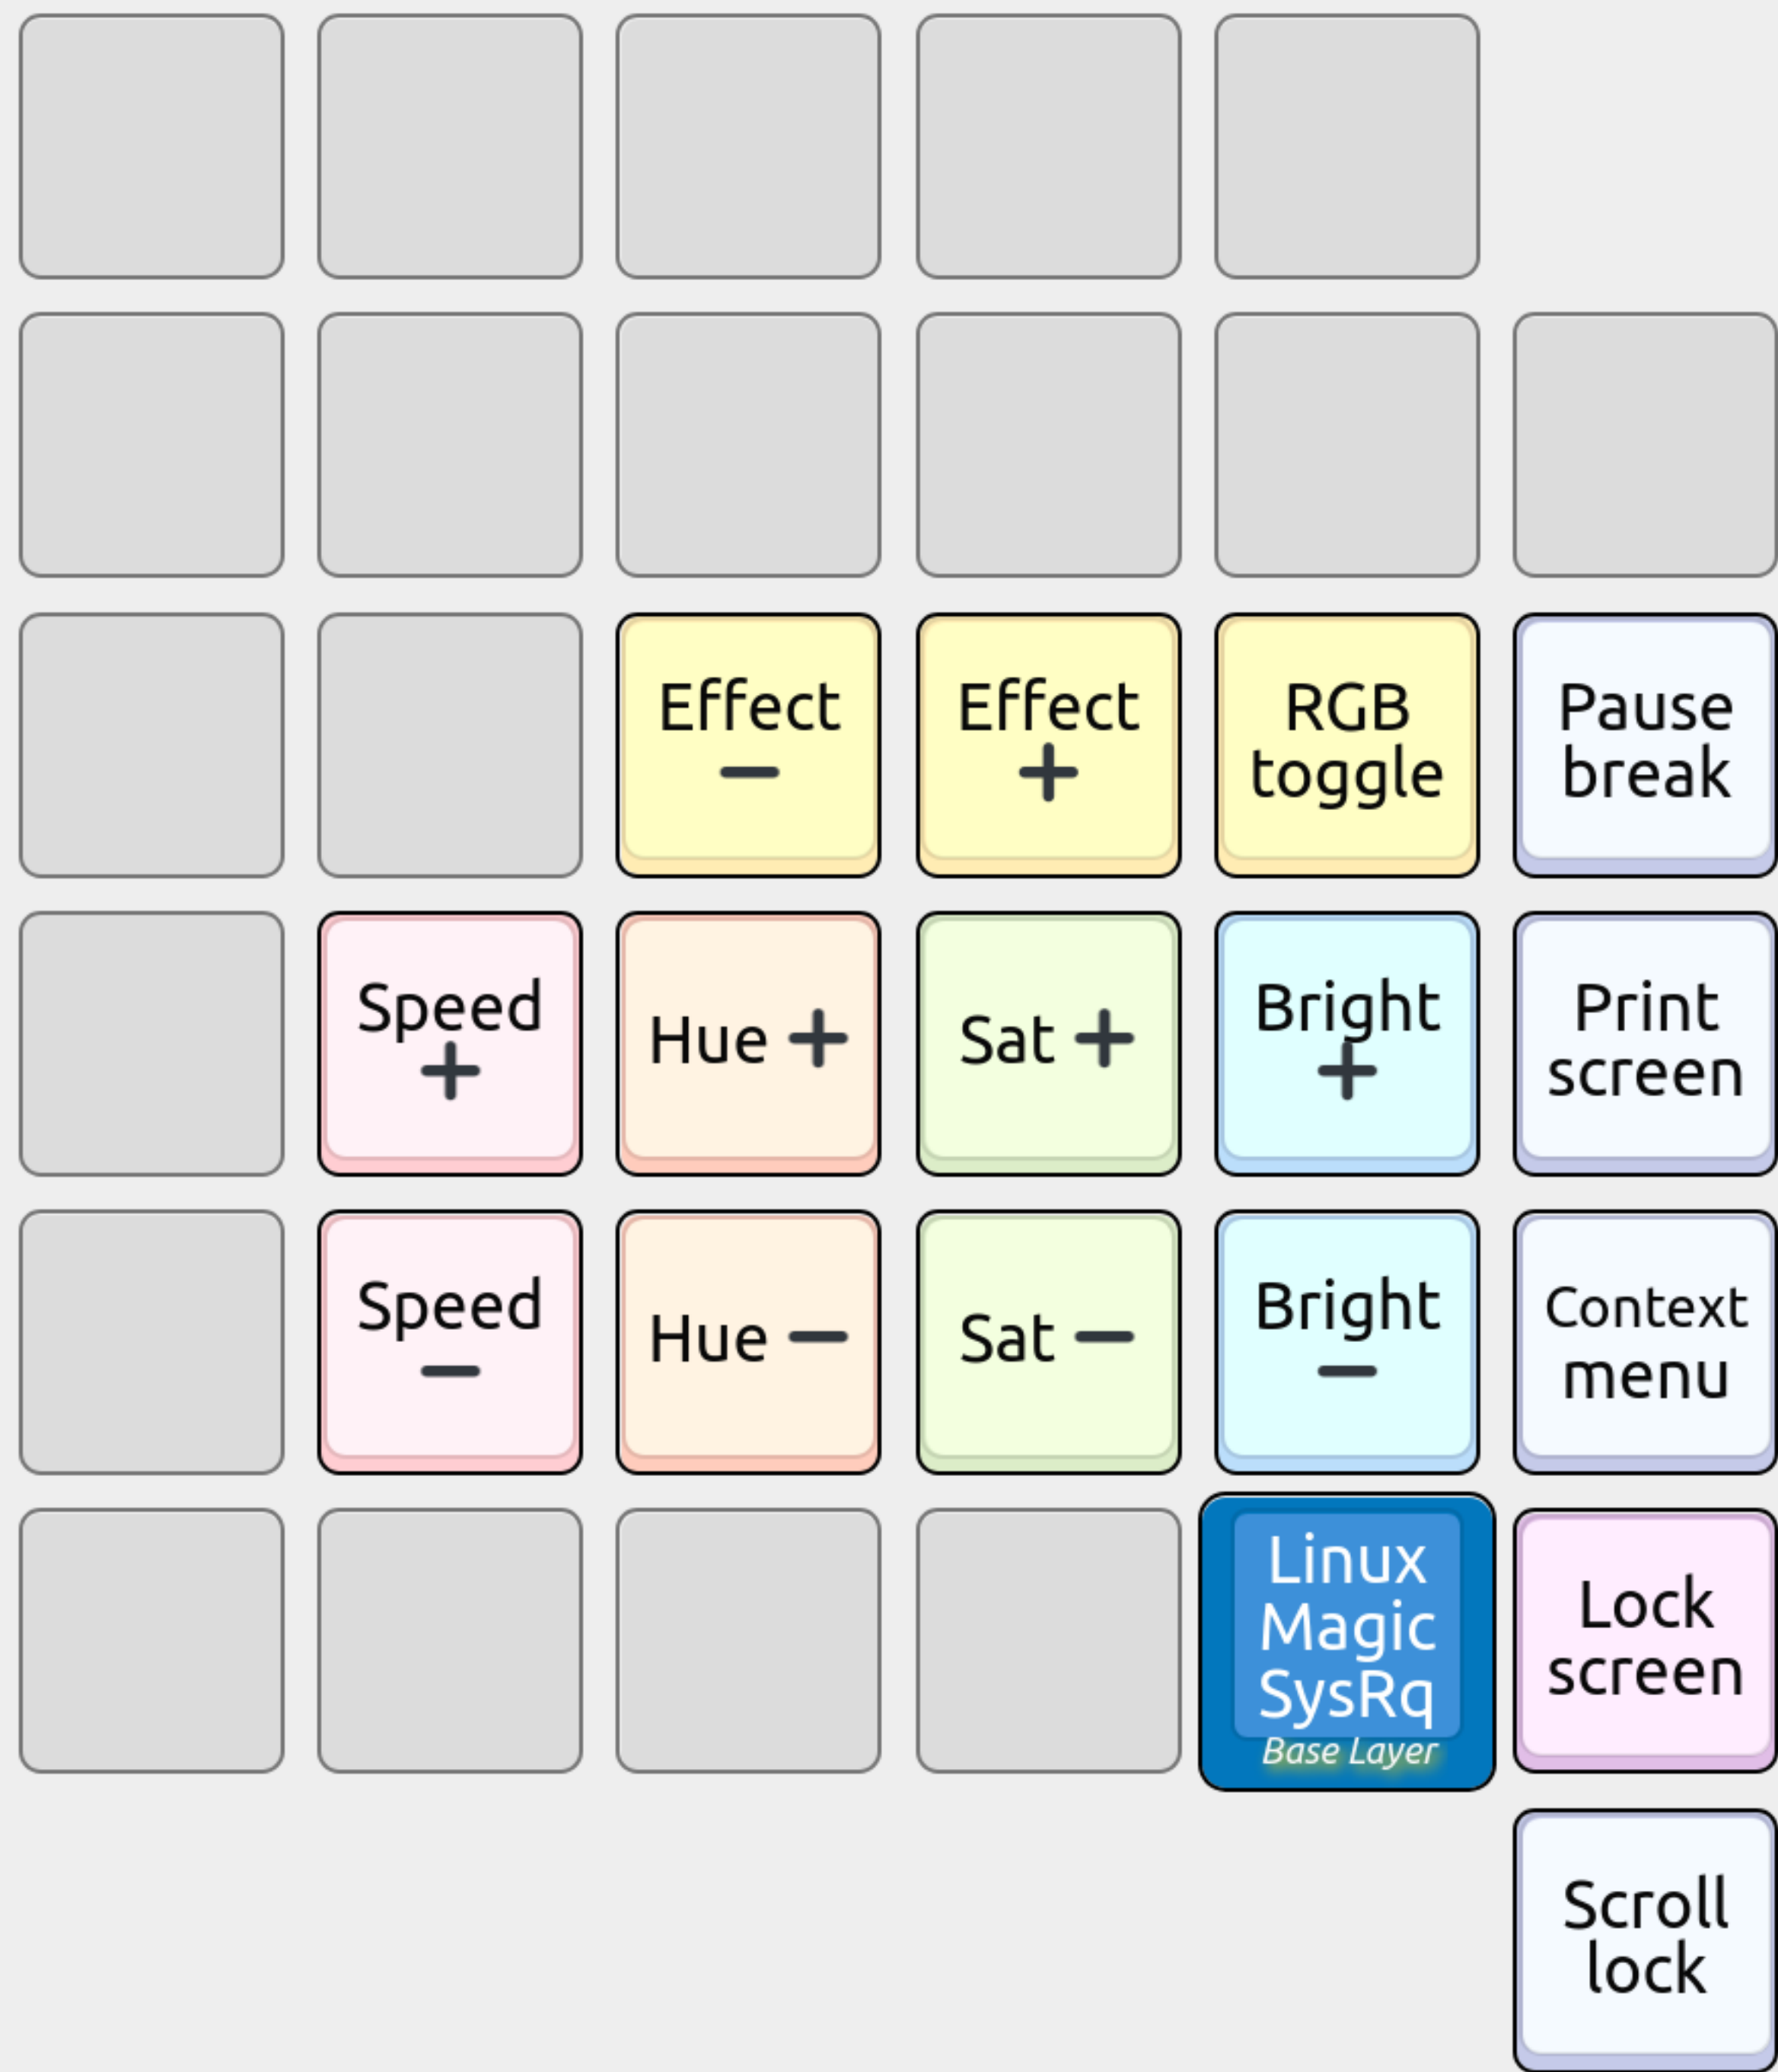 Effect
−
Effect
+
RGB
toggle
Pause
break
Speed
+
Hue +
Sat +
Bright
+
Print
screen
Speed
−
Hue −
Sat −
Bright
−
Context
menu
Linux
Magic
SysRq
Base Layer
Lock
screen
Scroll
lock